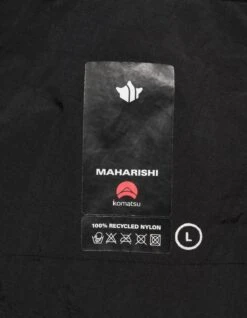 MAHARISHI
komatsu
100% RECYCLED NYLON
L